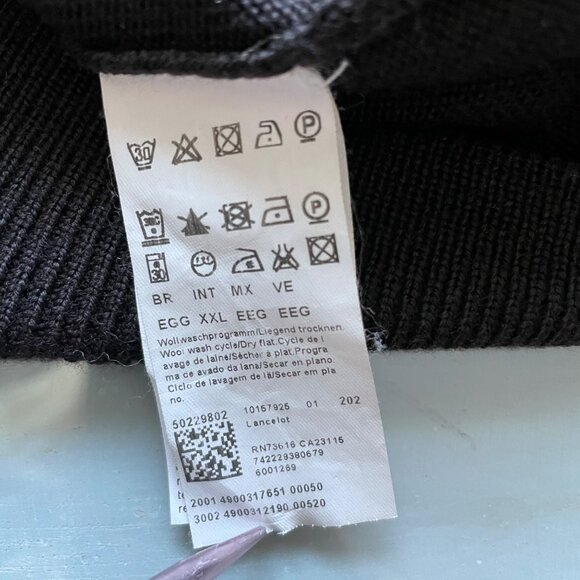 30 P
P
30
BR INT MX VE
EGG XXL EEG EEG
Wollwaschprogramm/Liegend trocknen.
Wool wash cycle/Dry flat.Cycle de l
avage de laine/Sécher à plat.Progra
ma de avado da lana/Secar en plano.
Ciclo de lavagem de lã/Secar em pla
no.
50229802 10167925 01 202
Lancelot
RN73616 CA23115
742229380679
6001269
2001 4900317651 00050
3002 4900312190 00520